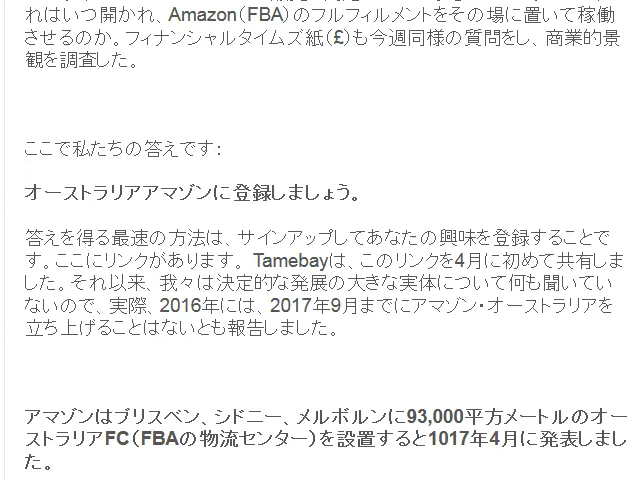 れはいつ開かれ、Amazon（FBA）のフルフィルメントをその場に置いて稼働
させるのか。フィナンシャルタイムズ紙（£）も今週同様の質問をし、商業的景
観を調査した。
ここで私たちの答えです：
オーストラリアアマゾンに登録しましょう。
答えを得る最速の方法は、サインアップしてあなたの興味を登録することで
す。ここにリンクがあります。 Tamebayは、このリンクを4月に初めて共有しま
した。それ以来、我々は決定的な発展の大きな実体について何も聞いてい
ないので、実際、2016年には、2017年9月までにアマゾン・オーストラリアを
立ち上げることはないとも報告しました。
アマゾンはブリスベン、シドニー、メルボルンに93,000平方メートルのオー
ストラリアFC（FBAの物流センター）を設置すると1017年4月に発表しまし
た。